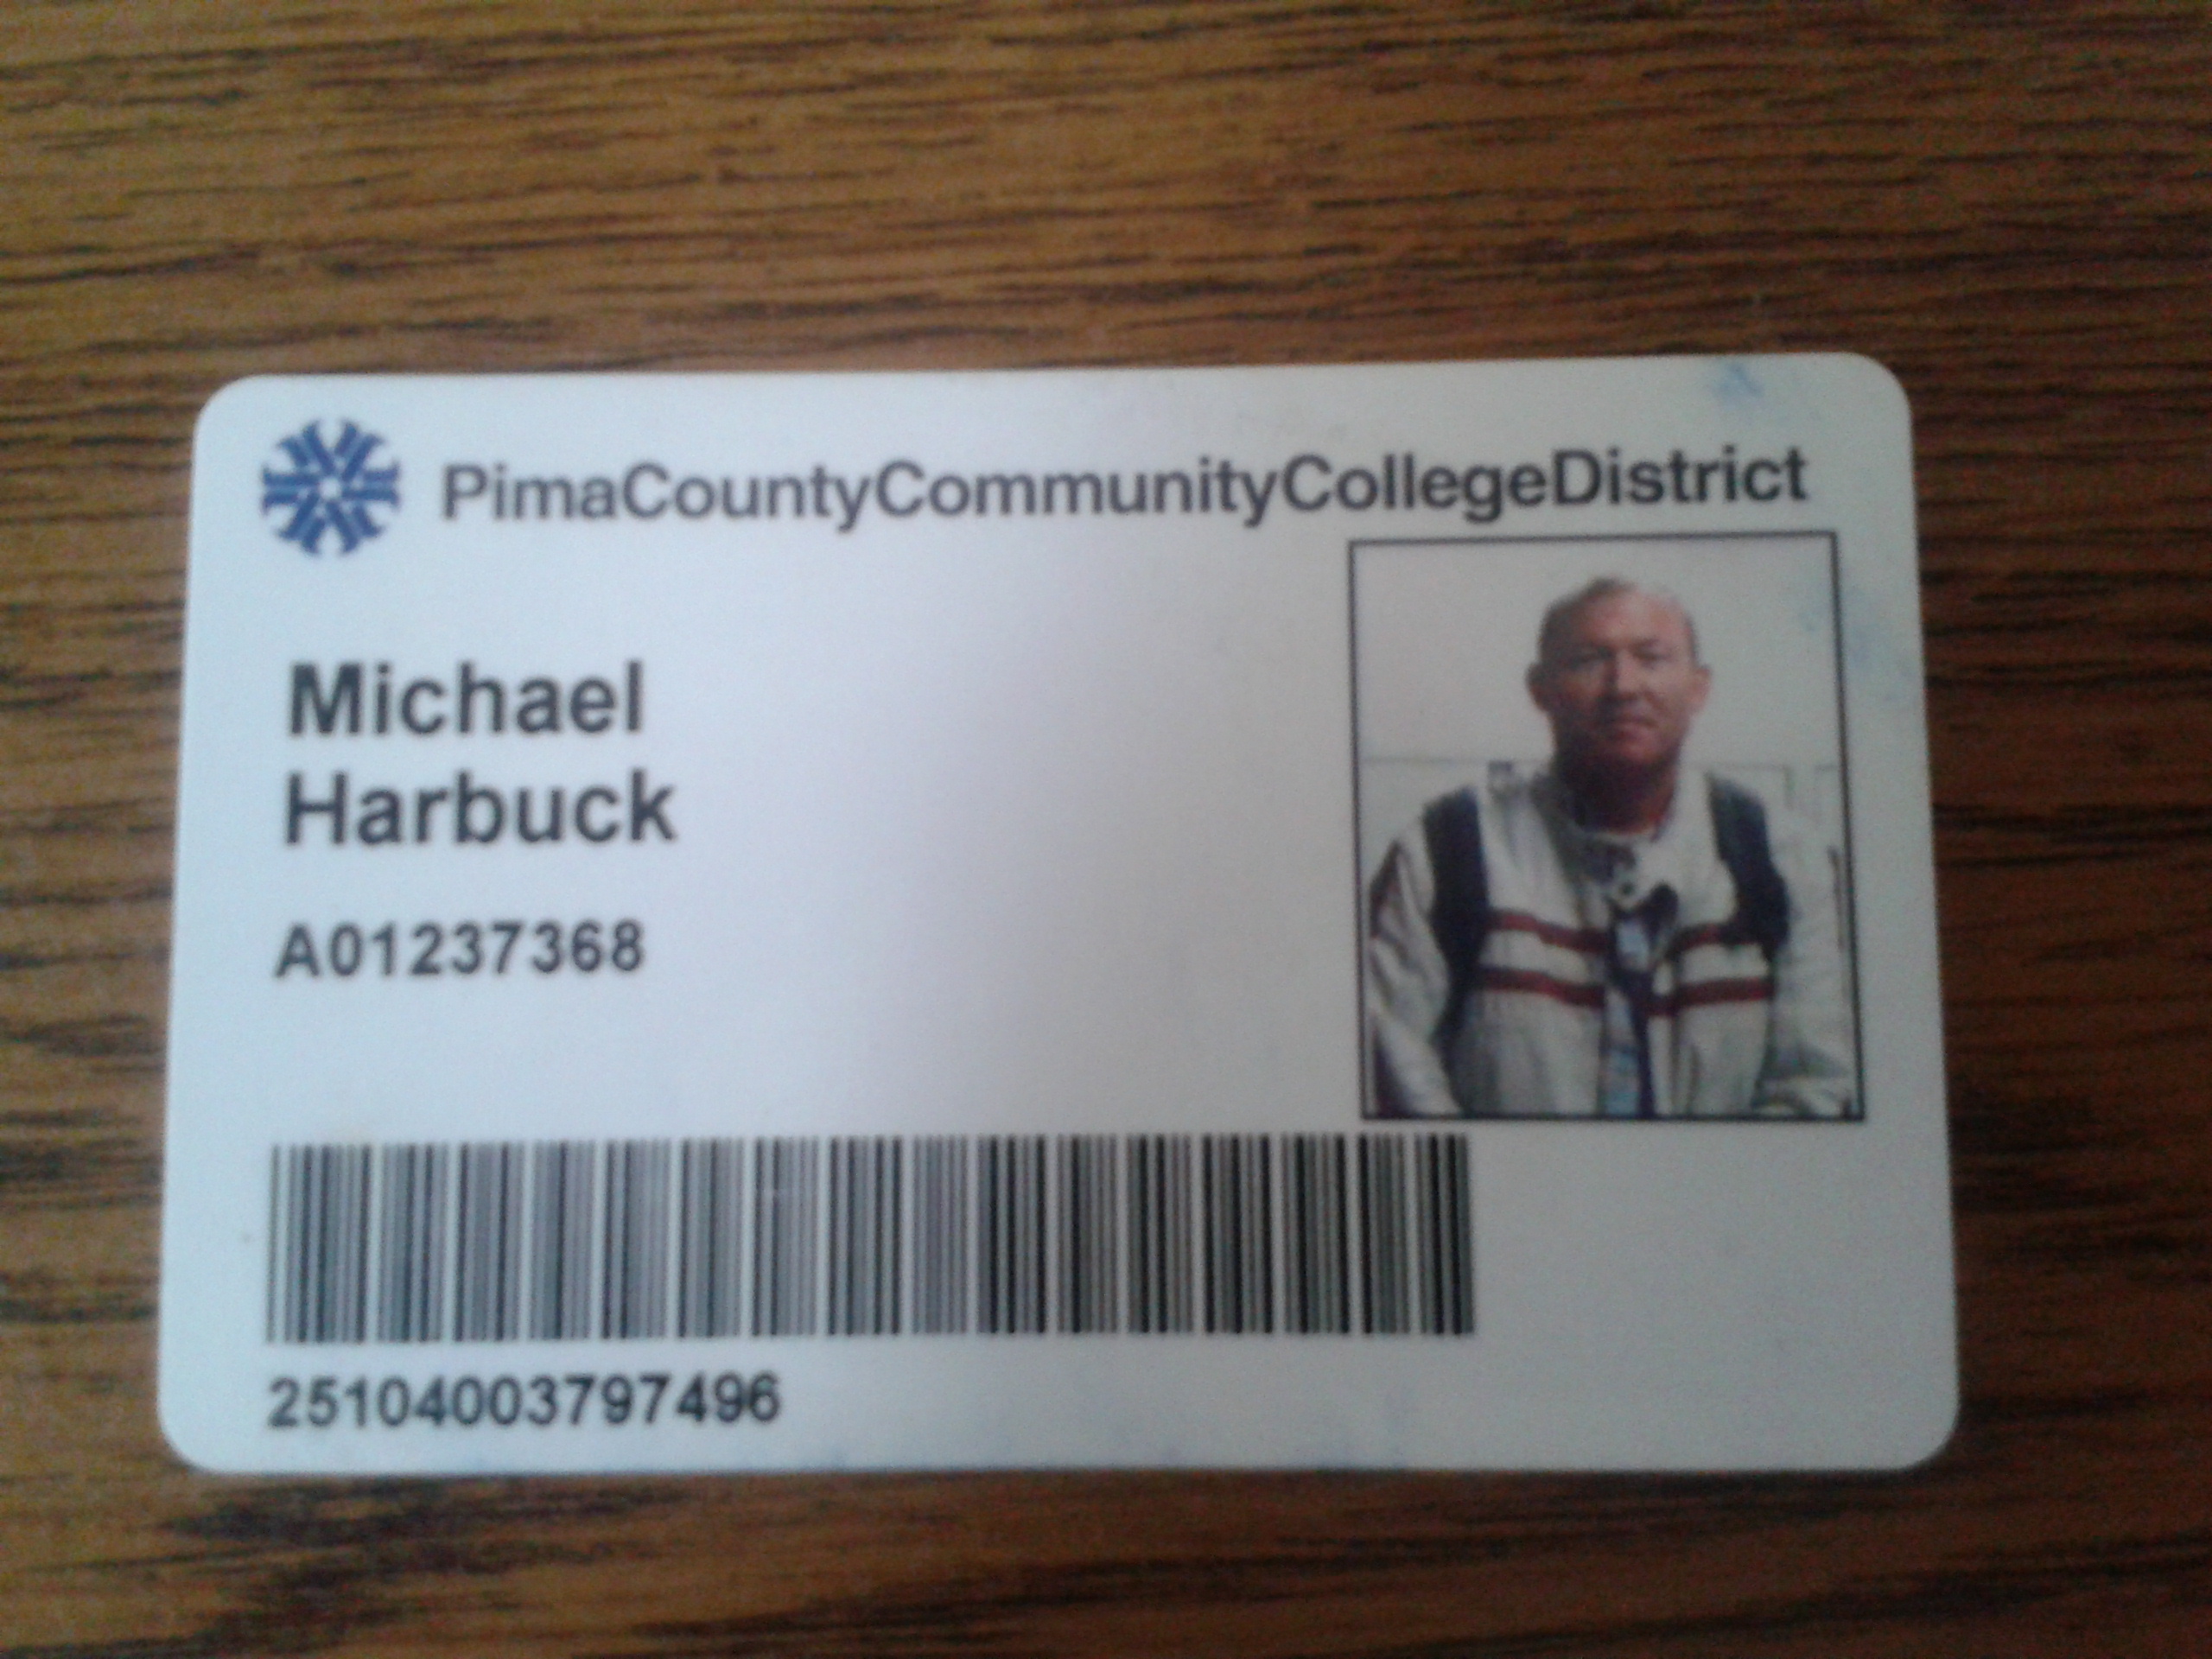 PimaCountyCommunityCollegeDistrict
Michael
Harbuck
A01237368
25104003797496